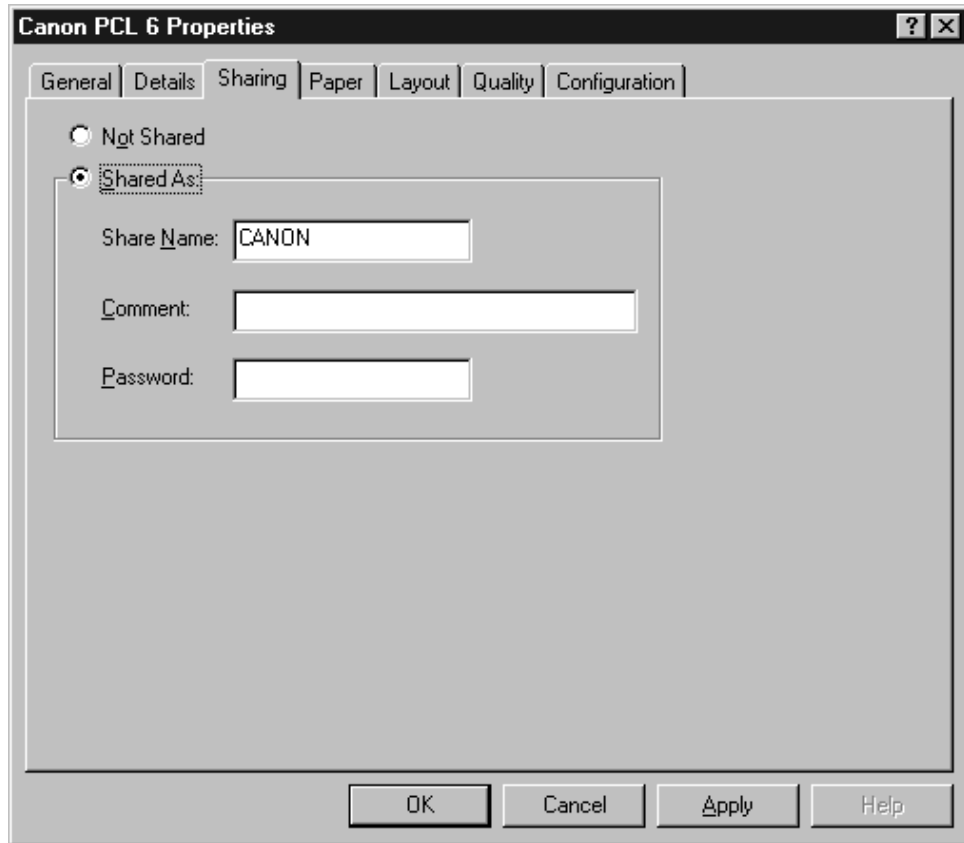 Canon PCL 6 Properties
General Details Sharing Paper Layout Quality Configuration
Not Shared
Shared As:
Share Name: CANON
Comment:
Password:
OK Cancel Apply Help